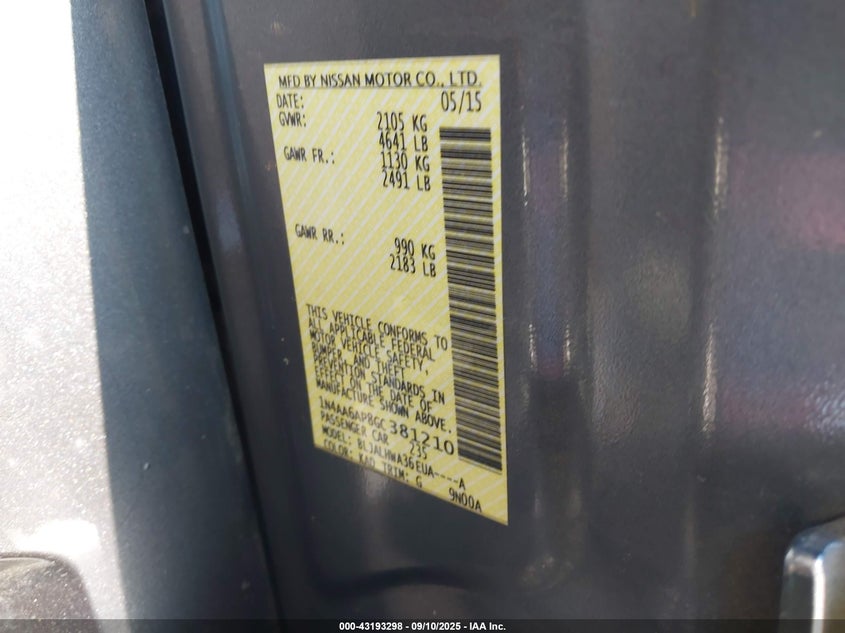 MFD BY NISSAN MOTOR CO., LTD.
DATE: 05/15
GVWR: 2105 KG
4641 LB
GAWR FR.: 1130 KG
2491 LB
GAWR RR.: 990 KG
2183 LB
THIS VEHICLE CONFORMS TO
ALL APPLICABLE FEDERAL
MOTOR VEHICLE SAFETY,
BUMPER, AND THEFT
PREVENTION STANDARDS IN
EFFECT ON THE DATE OF
MANUFACTURE SHOWN ABOVE.
1N4AA6AP8GC381210
PASSENGER CAR 235
MODEL: BLJALHWA36EUA----A
COLOR: KAD TRIM: G 9N00A
000-43193298 - 09/10/2025 - IAA Inc.